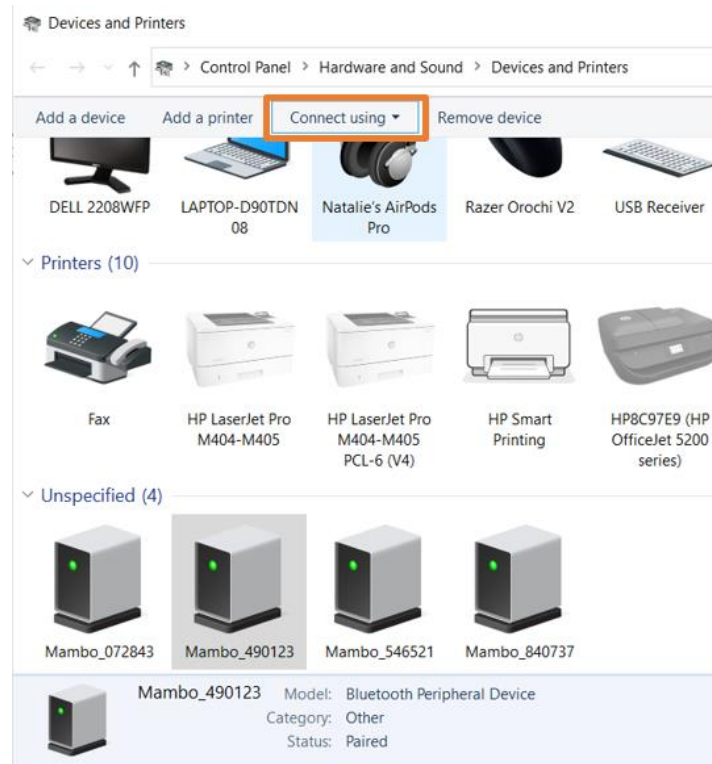 Devices and Printers
Control Panel > Hardware and Sound > Devices and Printers
Add a device Add a printer Connect using Remove device
DELL 2208WFP LAPTOP-D90TDN Natalie's AirPods Razer Orochi V2 USB Receiver
08 Pro
Printers (10)
Fax HP LaserJet Pro HP LaserJet Pro HP Smart HP8C97E9 (HP
M404-M405 M404-M405 Printing OfficeJet 5200
PCL-6 (V4) series)
Unspecified (4)
Mambo_072843 Mambo_490123 Mambo_546521 Mambo_840737
Mambo_490123 Model: Bluetooth Peripheral Device
Category: Other
Status: Paired